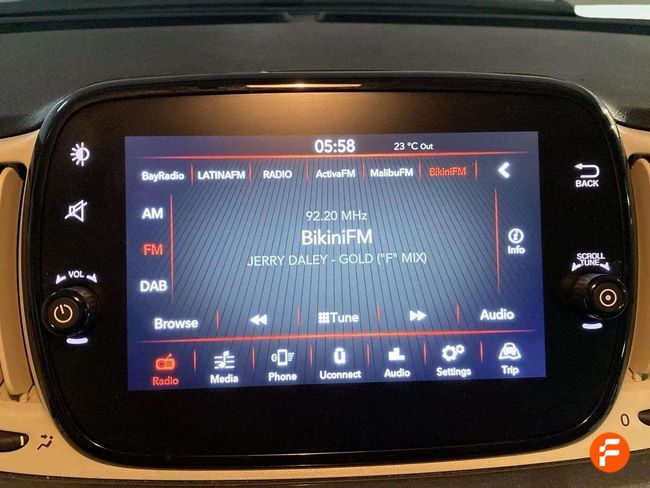 05:58 23 °C Out
BayRadio LATINAFM RADIO ActivaFM MalibuFM BikiniFM
BACK
92.20 MHz
AM
BikiniFM
FM
JERRY DALEY - GOLD ("F" MIX)
Info
DAB
VOL
SCROLL
TUNE
Browse Tune Audio
Radio Media Phone Uconnect Audio Settings Trip
0